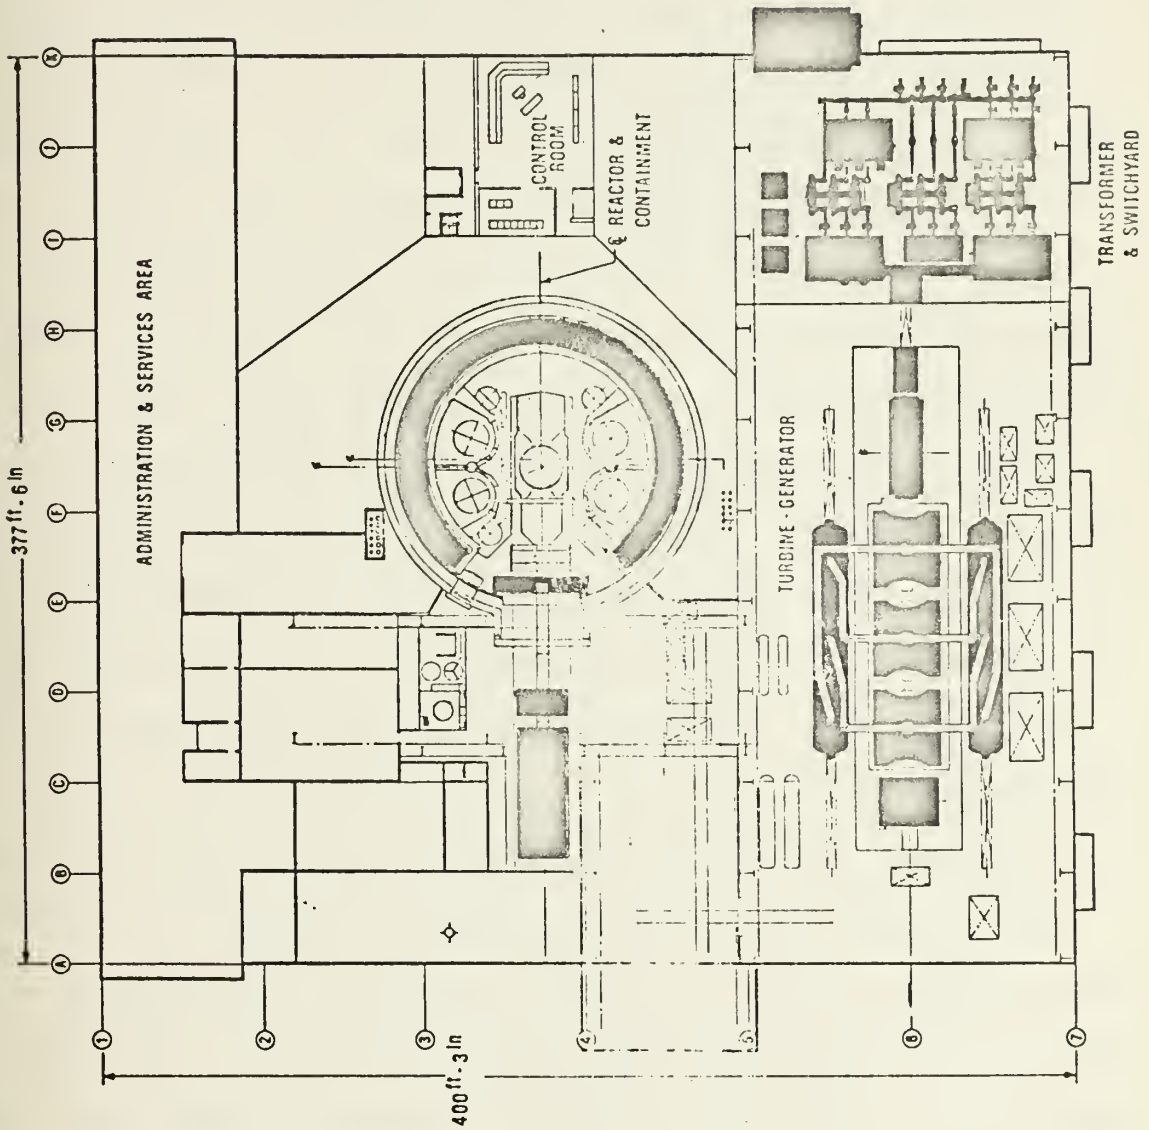 377 ft.-6 in
A
B
C
D
E
F
G
H
I
J
K
400 ft.-3 in
1
2
3
4
5
6
7
ADMINISTRATION & SERVICES AREA
CONTROL
ROOM
℄ REACTOR &
CONTAINMENT
TURBINE-GENERATOR
TRANSFORMER
& SWITCHYARD